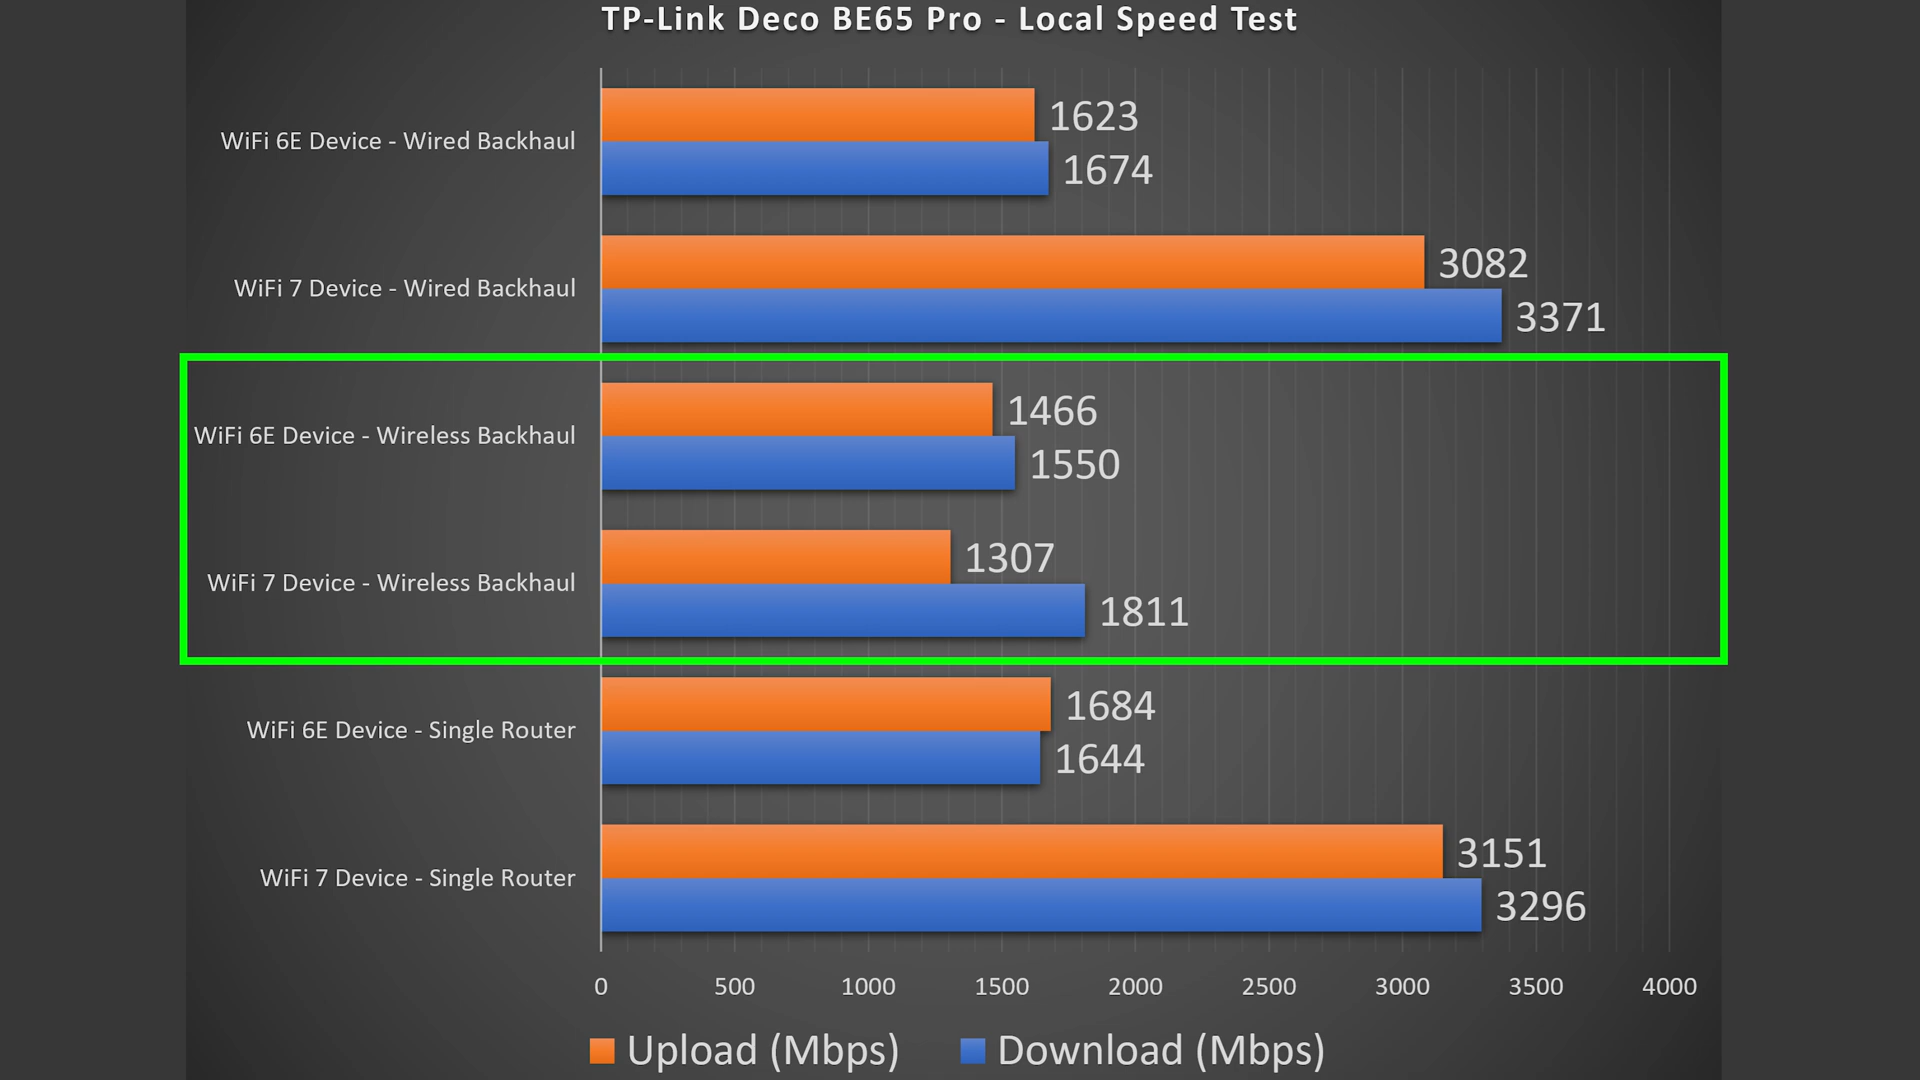 TP-Link Deco BE65 Pro - Local Speed Test
WiFi 6E Device - Wired Backhaul
1623
1674
WiFi 7 Device - Wired Backhaul
3082
3371
WiFi 6E Device - Wireless Backhaul
1466
1550
WiFi 7 Device - Wireless Backhaul
1307
1811
WiFi 6E Device - Single Router
1684
1644
WiFi 7 Device - Single Router
3151
3296
0 500 1000 1500 2000 2500 3000 3500 4000
Upload (Mbps) Download (Mbps)